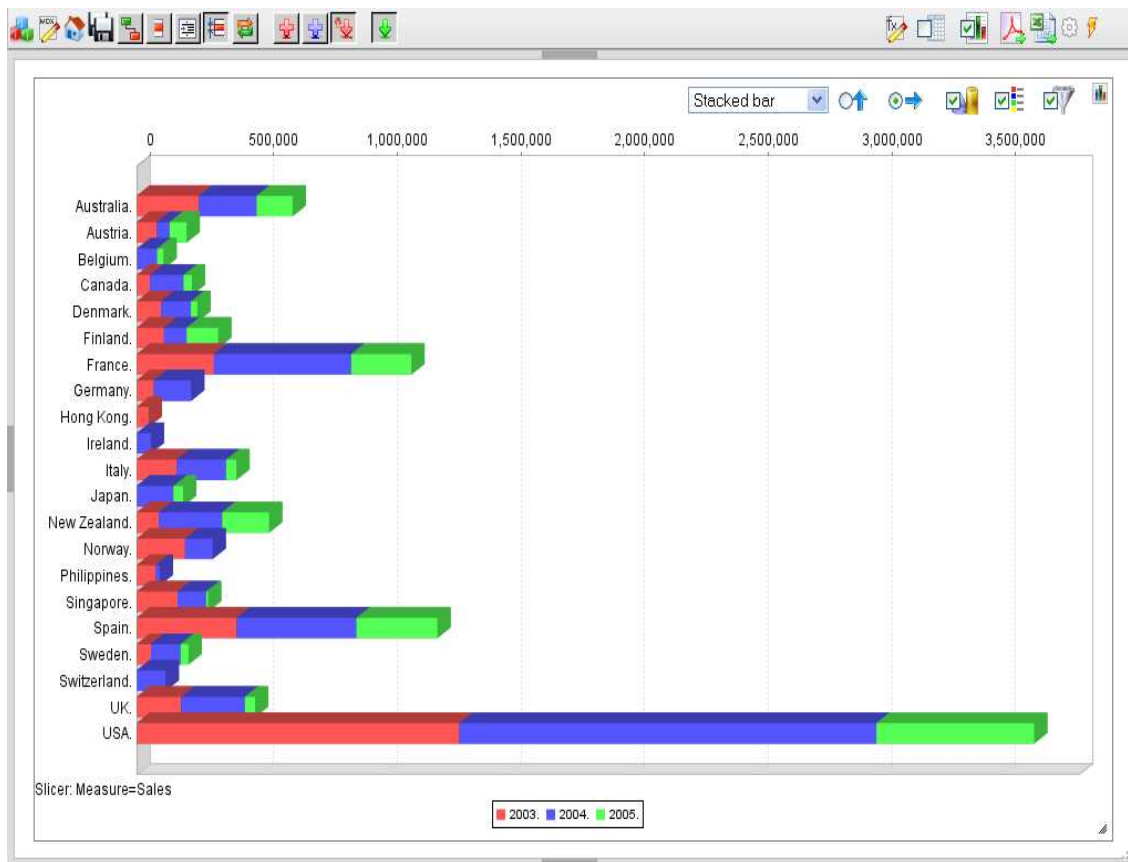 MDX
fx
Stacked bar
0 500,000 1,000,000 1,500,000 2,000,000 2,500,000 3,000,000 3,500,000
Australia.
Austria.
Belgium.
Canada.
Denmark.
Finland.
France.
Germany.
Hong Kong.
Ireland.
Italy.
Japan.
New Zealand.
Norway.
Philippines.
Singapore.
Spain.
Sweden.
Switzerland.
UK.
USA.
Slicer: Measure=Sales
2003. 2004. 2005.